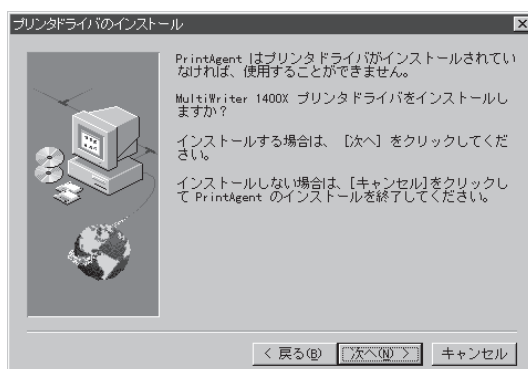 プリンタドライバのインストール
PrintAgent はプリンタドライバがインストールされてい
なければ、使用することができません。
MultiWriter 1400X プリンタドライバをインストールし
ますか？
インストールする場合は、［次へ］をクリックしてくだ
さい。
インストールしない場合は、[キャンセル]をクリックし
て PrintAgent のインストールを終了してください。
< 戻る(B) 次へ(N) > キャンセル